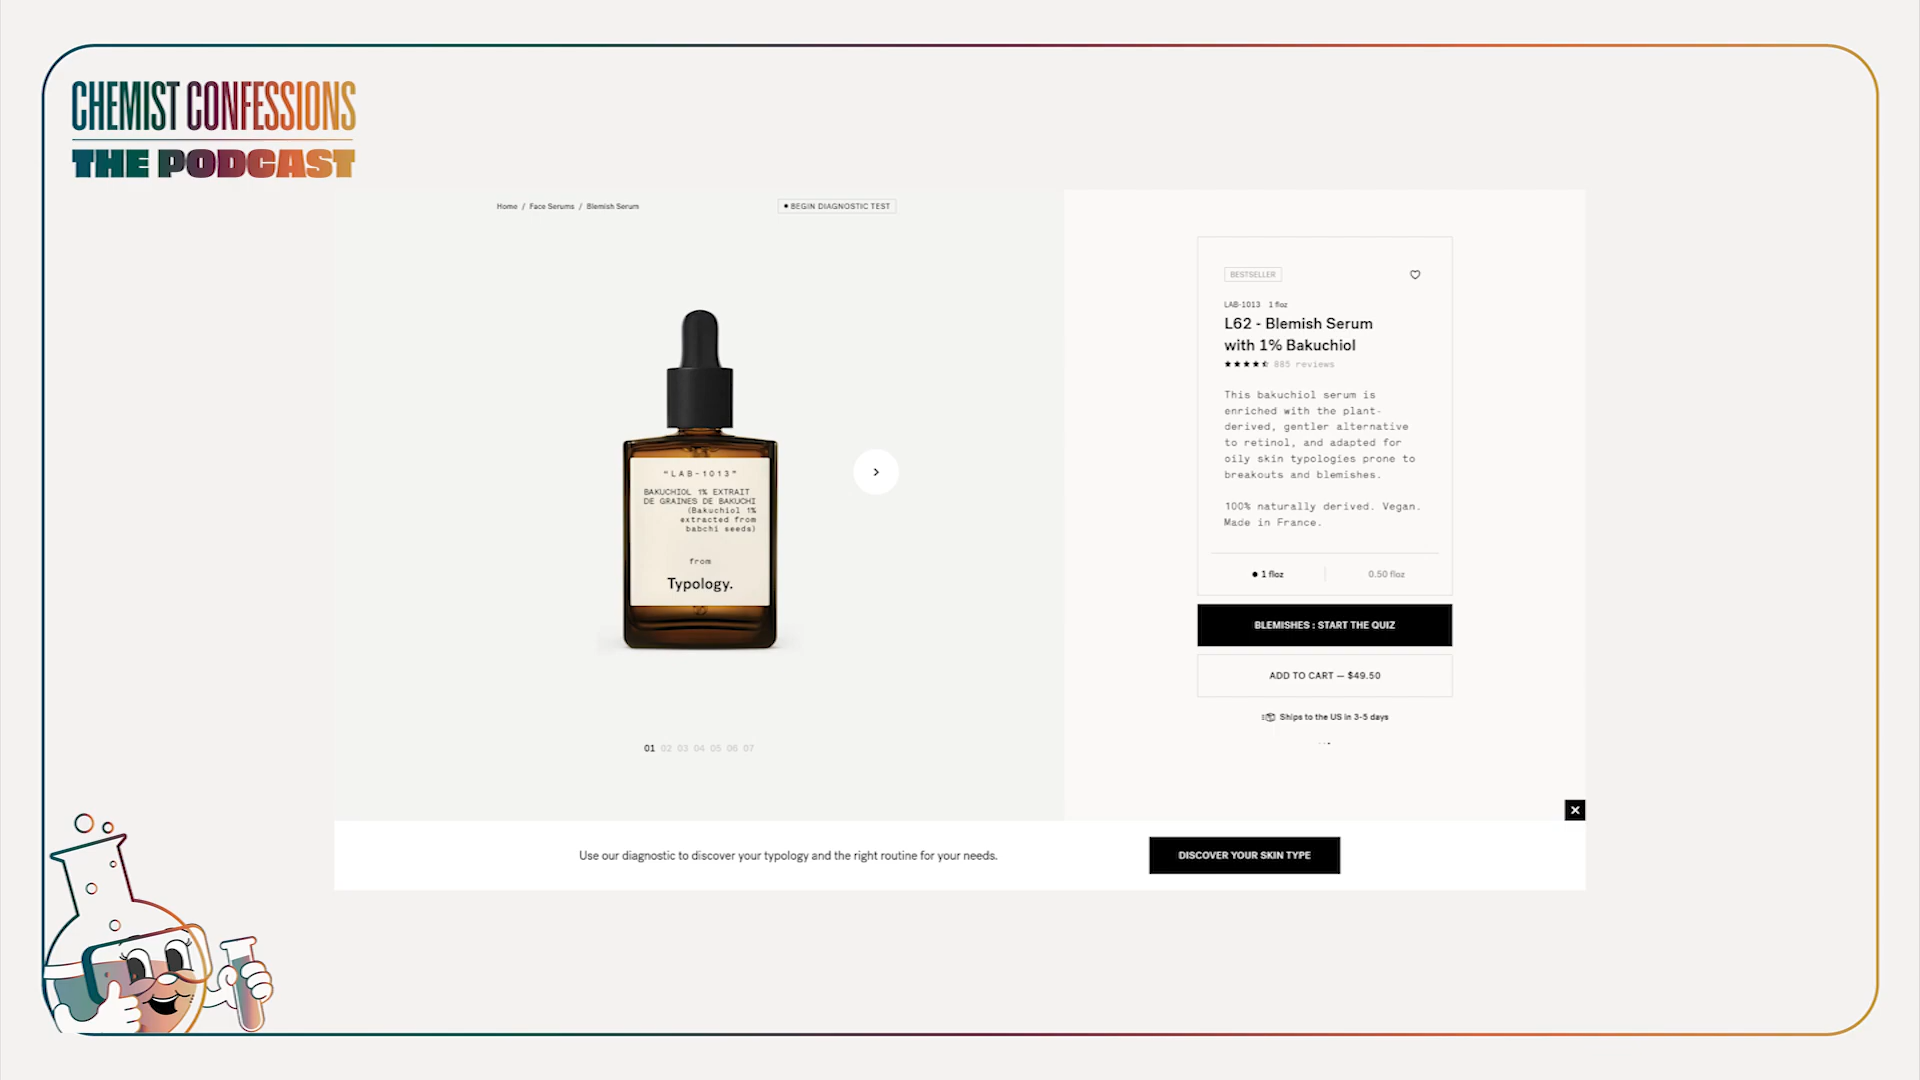 CHEMIST CONFESSIONS
THE PODCAST
Home / Face Serums / Blemish Serum
BEGIN DIAGNOSTIC TEST
"LAB-1013"
BAKUCHIOL 1% EXTRAIT
DE GRAINES DE BAKUCHI
(Bakuchiol 1%
extracted from
babchi seeds)
from
Typology.
01 02 03 04 05 06 07
BESTSELLER
LAB-1013 1 floz
L62 - Blemish Serum
with 1% Bakuchiol
885 reviews
This bakuchiol serum is
enriched with the plant-
derived, gentler alternative
to retinol, and adapted for
oily skin typologies prone to
breakouts and blemishes.
100% naturally derived. Vegan.
Made in France.
1 floz
0.50 floz
BLEMISHES : START THE QUIZ
ADD TO CART — $49.50
Ships to the US in 3-5 days
Use our diagnostic to discover your typology and the right routine for your needs.
DISCOVER YOUR SKIN TYPE